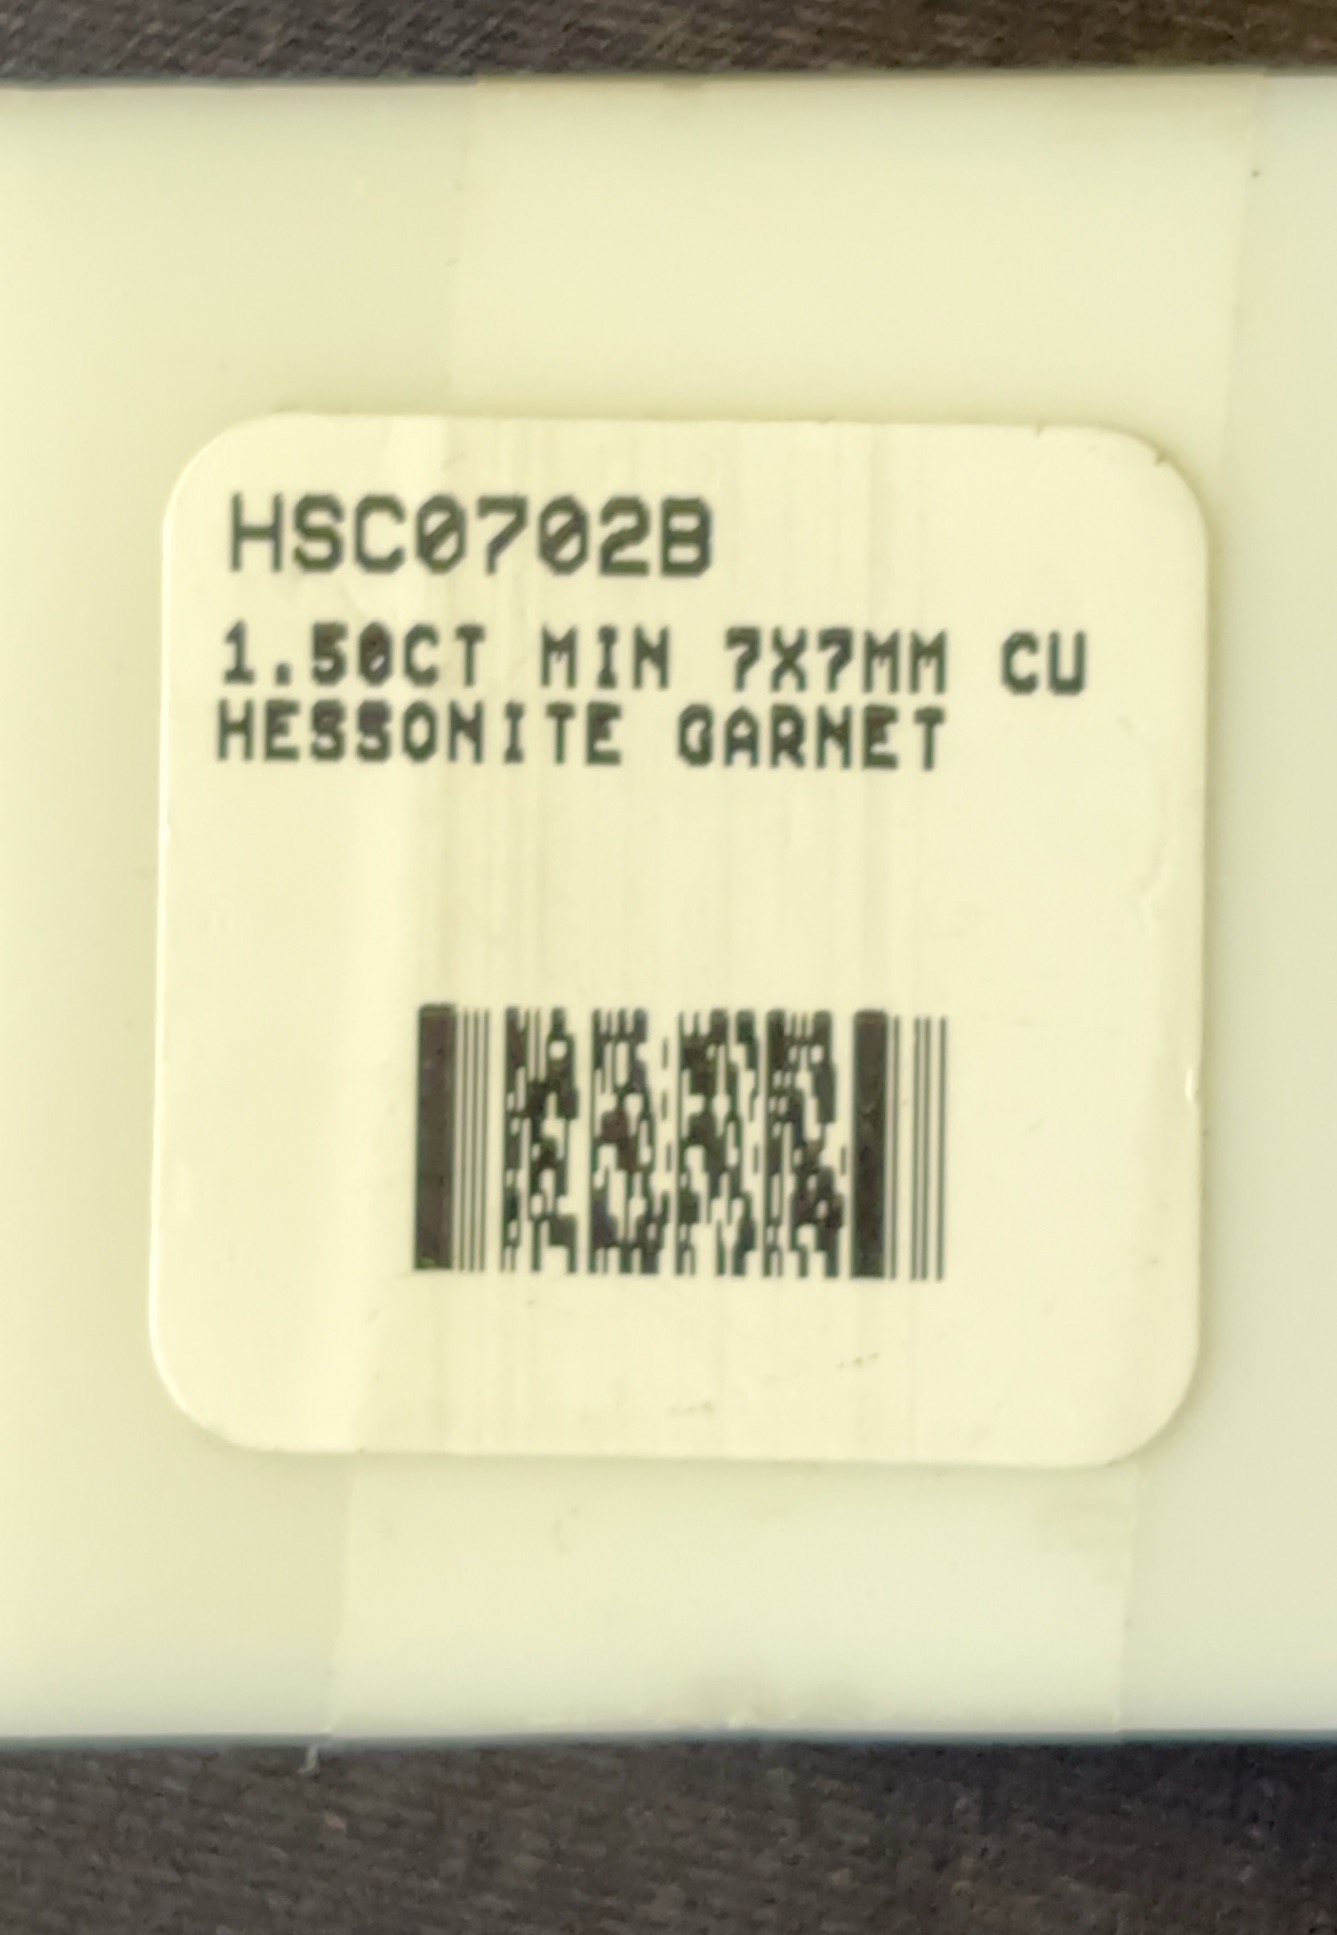 HSC0702B
1.50CT MIN 7X7MM CU
HESSONITE GARNET